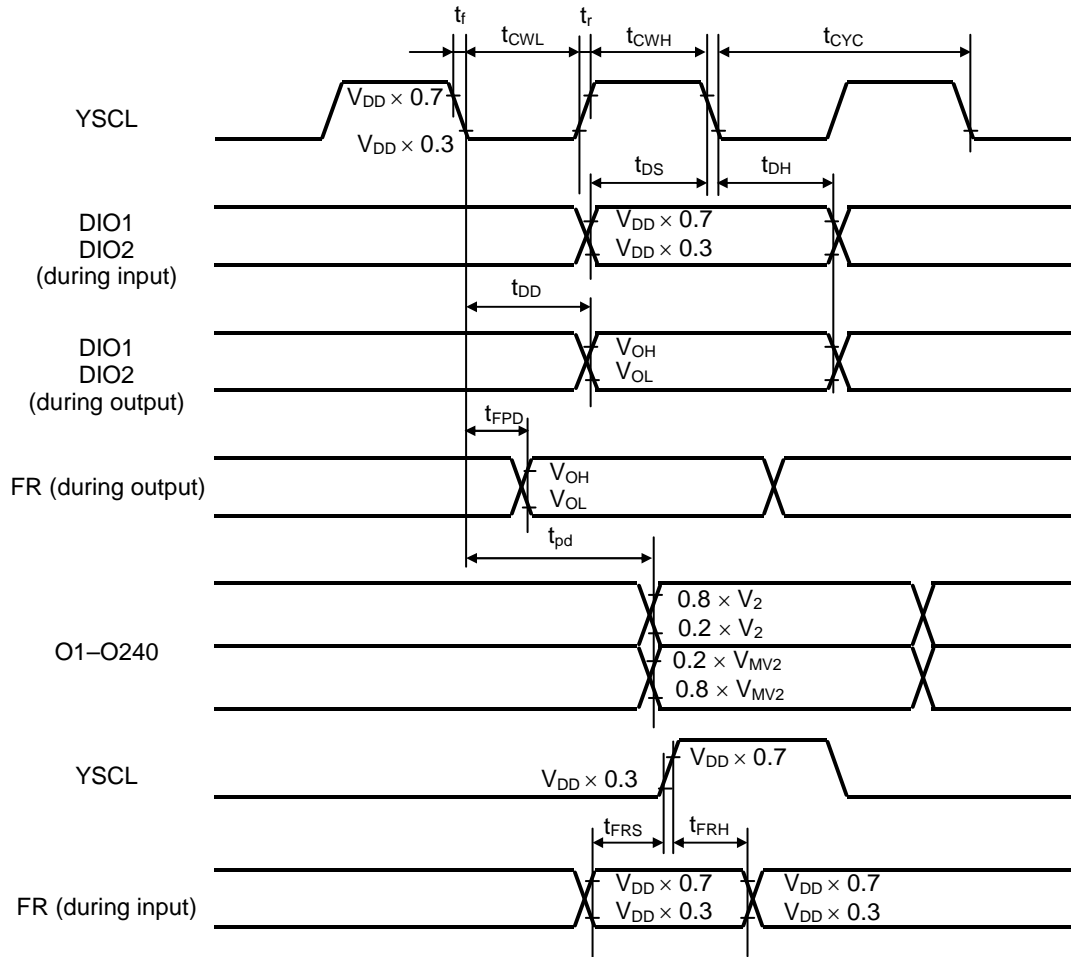 tf tr
tCWL tCWH tCYC
YSCL
VDD × 0.7
VDD × 0.3
tDS tDH
DIO1
DIO2
(during input)
VDD × 0.7
VDD × 0.3
tDD
DIO1
DIO2
(during output)
VOH
VOL
tFPD
FR (during output)
VOH
VOL
tpd
O1–O240
0.8 × V2
0.2 × V2
0.2 × VMV2
0.8 × VMV2
YSCL
VDD × 0.3
VDD × 0.7
tFRS tFRH
FR (during input)
VDD × 0.7 VDD × 0.7
VDD × 0.3 VDD × 0.3